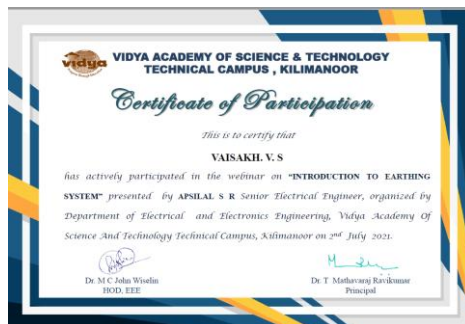 vidya
VIDYA ACADEMY OF SCIENCE & TECHNOLOGY
TECHNICAL CAMPUS , KILIMANOOR
Certificate of Participation
This is to certify that
VAISAKH. V. S
has actively participated in the webinar on "INTRODUCTION TO EARTHING
SYSTEM" presented by APSILAL S R Senior Electrical Engineer, organized by
Department of Electrical and Electronics Engineering, Vidya Academy Of
Science And Technology Technical Campus, Kilimanoor on 2nd July 2021.
Dr. M C John Wiselin
HOD, EEE
Dr. T Mathavaraj Ravikumar
Principal